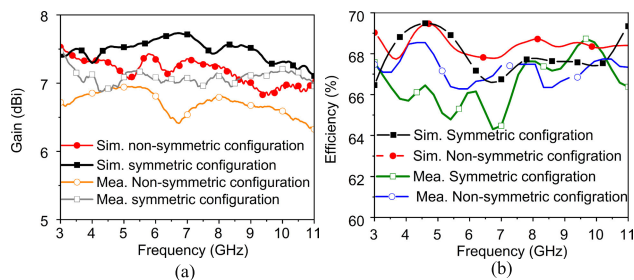 8
7
6
5
Gain (dBi)
Sim. non-symmetric configuration
Sim. symmetric configuration
Mea. Non-symmetric configuration
Mea. symmetric configuration
3 4 5 6 7 8 9 10 11
Frequency (GHz)
(a)
70
68
66
64
62
60
Efficiency (%)
Sim. Symmetric configration
Sim. Non-symmetric configration
Mea. Symmetric configration
Mea. Non-symmetric configration
3 4 5 6 7 8 9 10 11
Frequency (GHz)
(b)